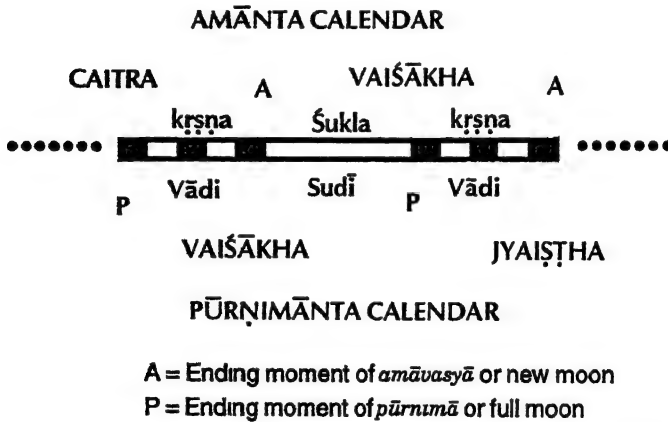 AMĀNTA CALENDAR
CAITRA A VAIŚĀKHA A
kṛṣṇa Śukla kṛṣṇa
P Vādi Sudī P Vādi
VAIŚĀKHA JYAIṢṬHA
PŪRṆIMĀNTA CALENDAR
A = Ending moment of amāvasyā or new moon
P = Ending moment of pūrnımā or full moon